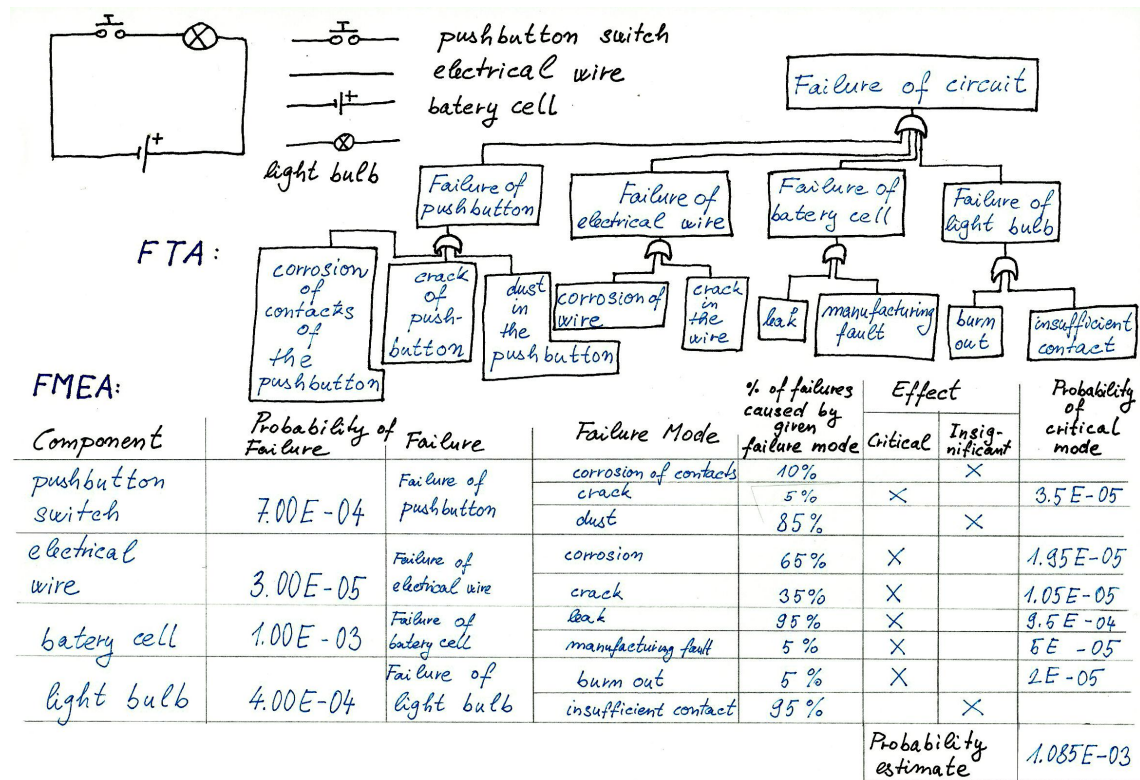 pushbutton switch
electrical wire
batery cell
light bulb
+
+
FTA:
Failure of circuit
Failure of
pushbutton
Failure of
electrical wire
Failure of
batery cell
Failure of
light bulb
corrosion
of
contacts
of
the
pushbutton
crack
of
push-
button
dust
in
the
pushbutton
corrosion of
wire
crack
in
the
wire
leak
manufacturing
fault
burn
out
insufficient
contact
FMEA:
Component
Probability of
Failure
Failure
Failure Mode
% of failures
caused by
given
failure mode
Effect
Critical
Insig-
nificant
Probability
of
critical
mode
pushbutton
switch
7.00E-04
Failure of
pushbutton
corrosion of contacts 10% X
crack 5% X 3.5E-05
dust 85% X
electrical
wire
3.00E-05
Failure of
electrical wire
corrosion 65% X 1.95E-05
crack 35% X 1.05E-05
batery cell
1.00E-03
Failure of
batery cell
leak 95% X 9.5E-04
manufacturing fault 5% X 5E-05
light bulb
4.00E-04
Failure of
light bulb
burn out 5% X 2E-05
insufficient contact 95% X
Probability
estimate
1.085E-03